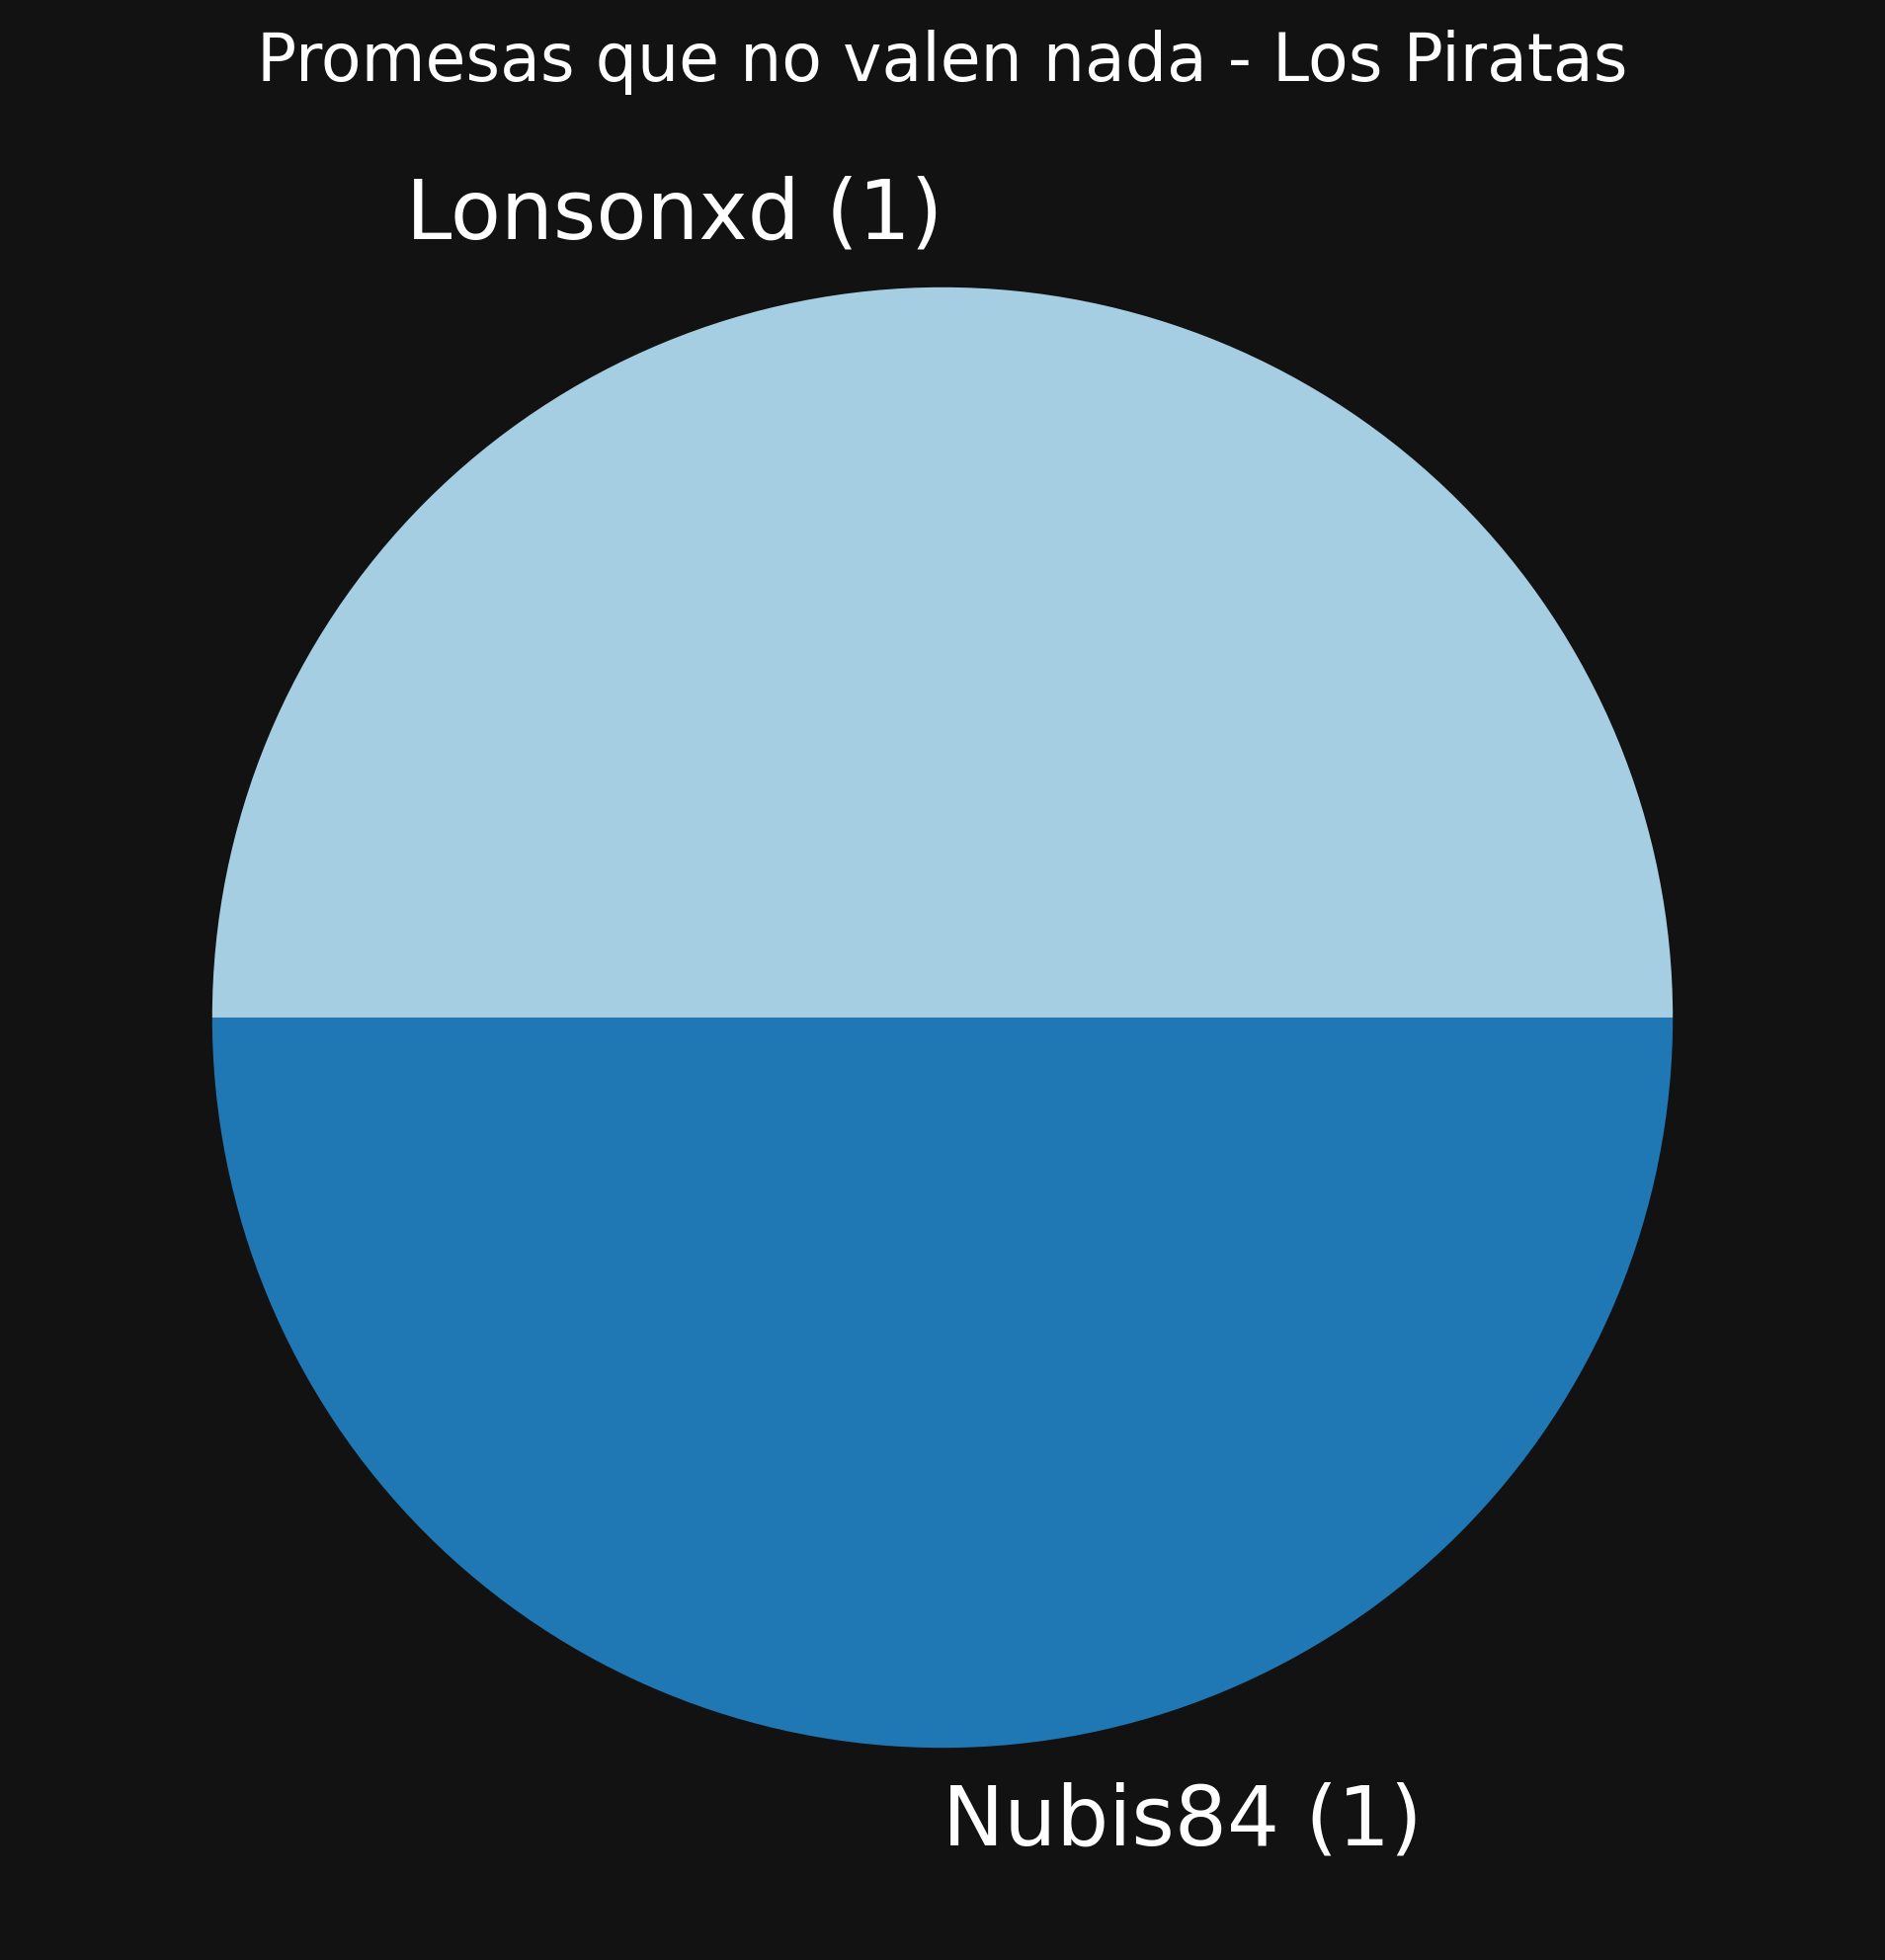 Promesas que no valen nada - Los Piratas
Lonsonxd (1)
Nubis84 (1)